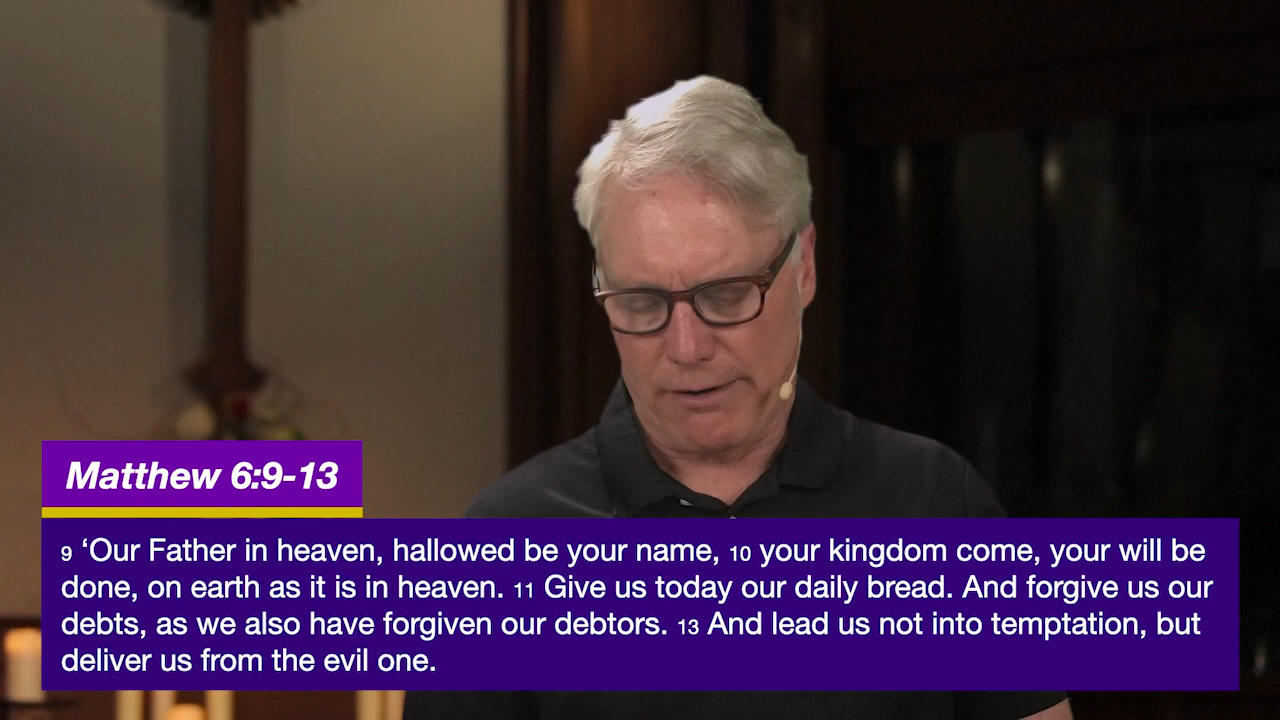 Matthew 6:9-13
9 ‘Our Father in heaven, hallowed be your name, 10 your kingdom come, your will be
done, on earth as it is in heaven. 11 Give us today our daily bread. And forgive us our
debts, as we also have forgiven our debtors. 13 And lead us not into temptation, but
deliver us from the evil one.